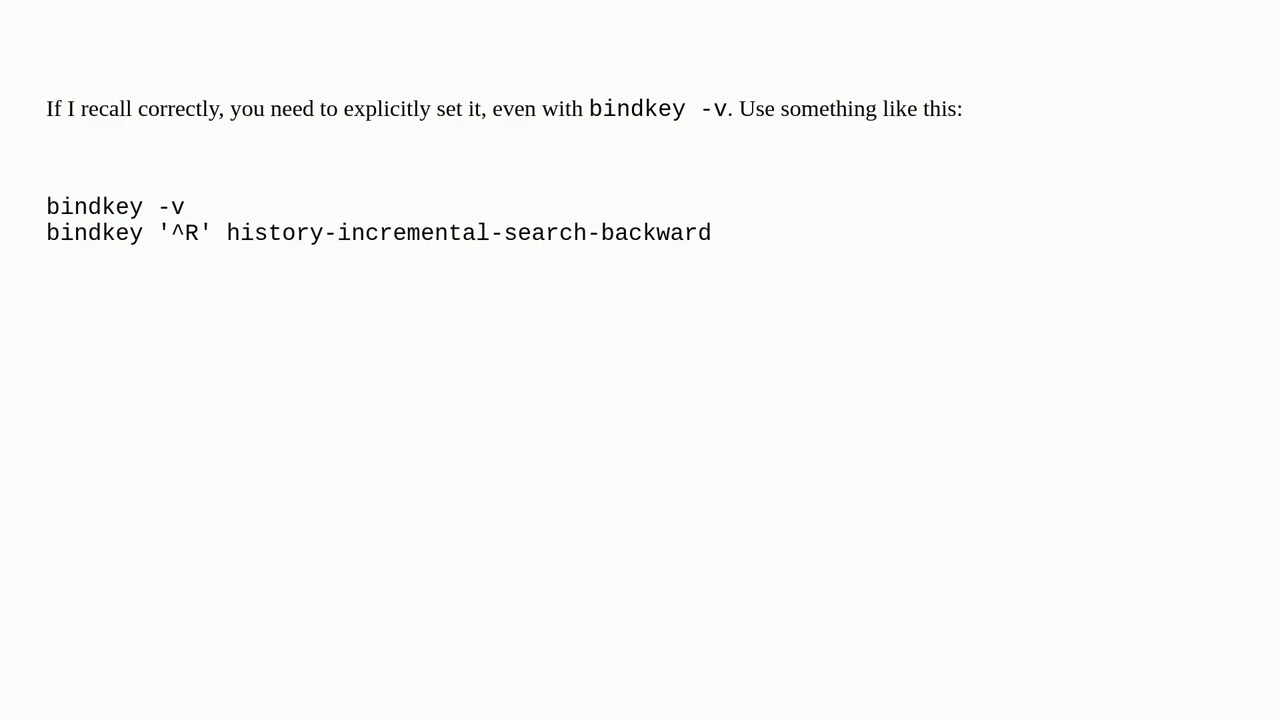 If I recall correctly, you need to explicitly set it, even with bindkey -v. Use something like this:
bindkey -v
bindkey '^R' history-incremental-search-backward